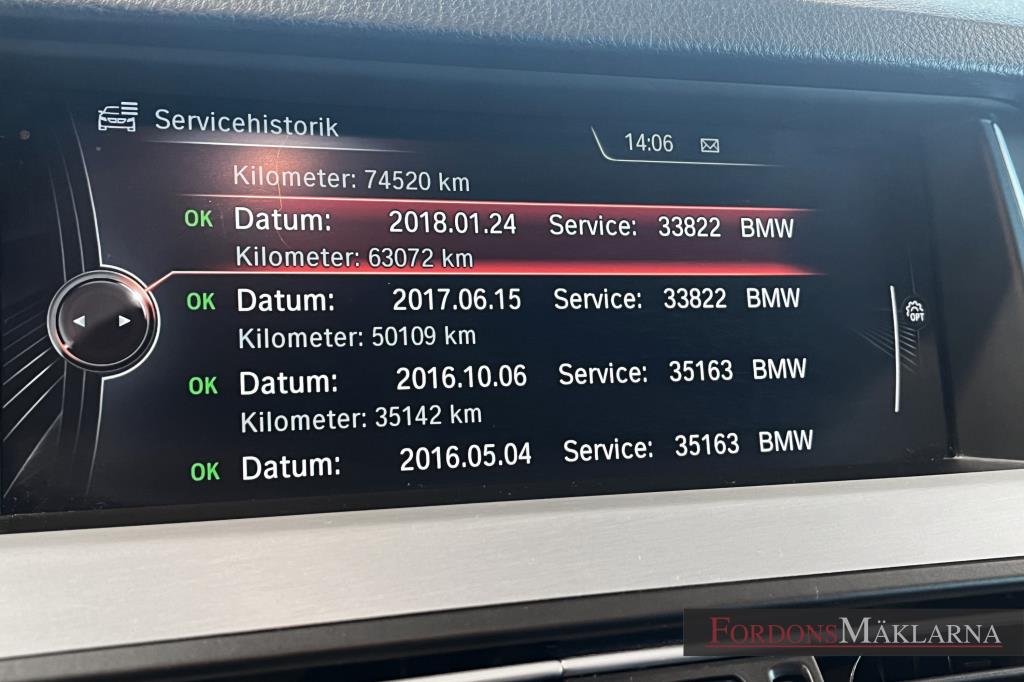 Servicehistorik
14:06
Kilometer: 74520 km
OK Datum: 2018.01.24 Service: 33822 BMW
Kilometer: 63072 km
OK Datum: 2017.06.15 Service: 33822 BMW
Kilometer: 50109 km
OPT
OK Datum: 2016.10.06 Service: 35163 BMW
Kilometer: 35142 km
OK Datum: 2016.05.04 Service: 35163 BMW
FORDONSMÄKLARNA